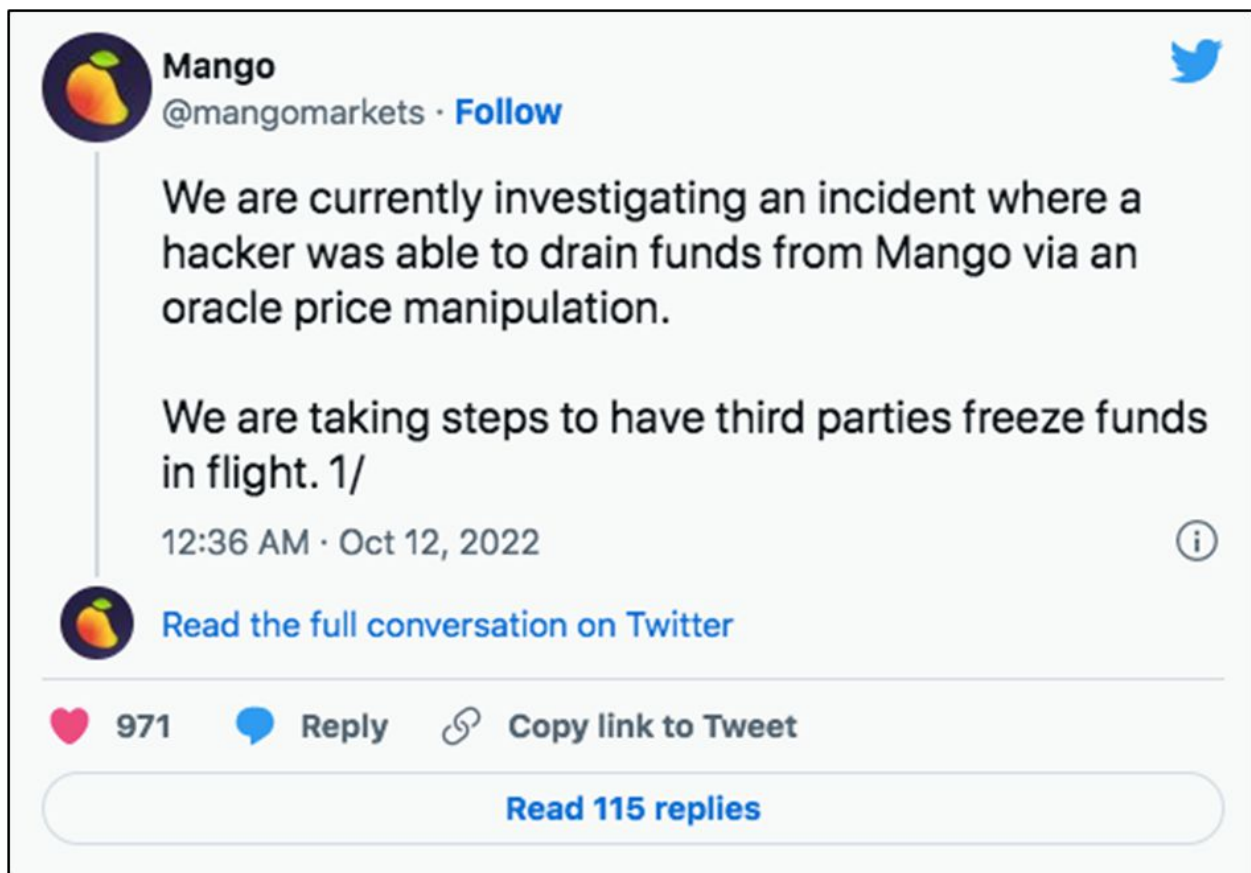 Mango
@mangomarkets · Follow
We are currently investigating an incident where a
hacker was able to drain funds from Mango via an
oracle price manipulation.
We are taking steps to have third parties freeze funds
in flight. 1/
12:36 AM · Oct 12, 2022
Read the full conversation on Twitter
971 Reply Copy link to Tweet
Read 115 replies